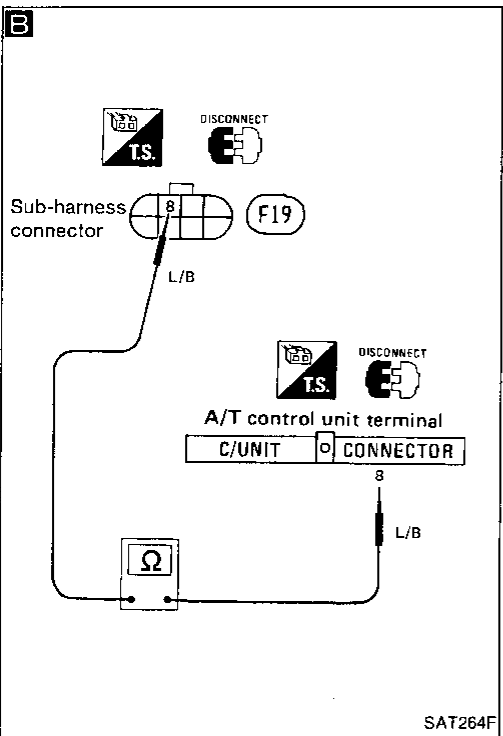 B
T.S.
DISCONNECT
Sub-harness
connector
8
F19
L/B
T.S.
DISCONNECT
A/T control unit terminal
C/UNIT
CONNECTOR
8
L/B
Ω
SAT264F